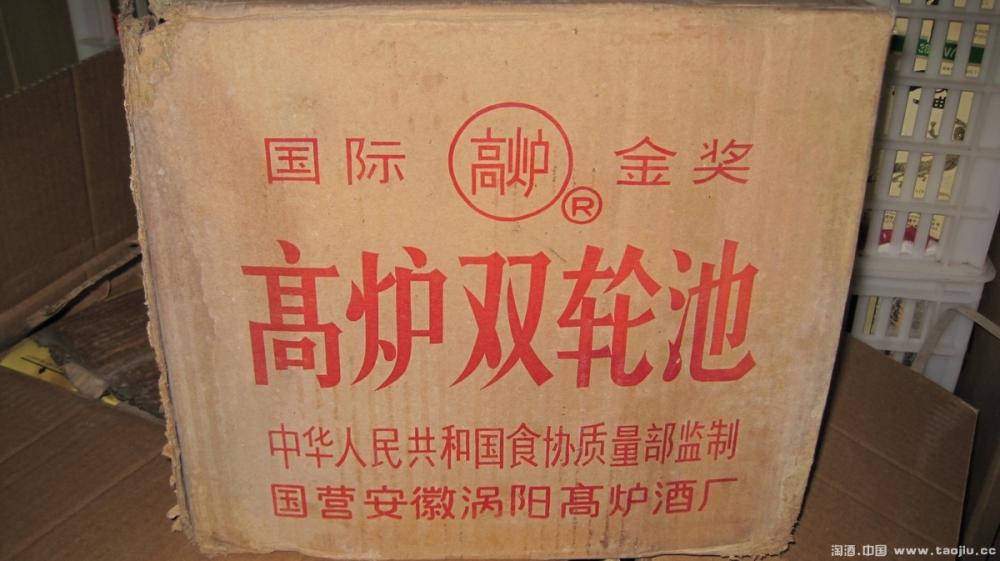 国际 高炉 ® 金奖
高炉双轮池
中华人民共和国食协质量部监制
国营安徽涡阳高炉酒厂
淘酒.中国 www.taojiu.cc